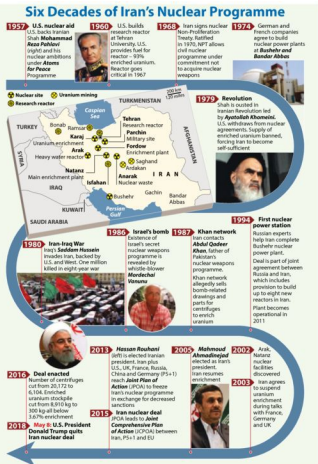 Six Decades of Iran's Nuclear Programme
1957 U.S. nuclear aid
U.S. backs Iranian
Shah Mohammad
Reza Pahlavi
(right) and his
nuclear ambitions
under Atoms
for Peace
Programme
1960 U.S. builds
research reactor
at Tehran
University. U.S.
provides fuel for
reactor – 93%
enriched uranium.
Reactor goes
critical in 1967
1968 Iran signs nuclear
Non-Proliferation
Treaty. Ratified
in 1970, NPT allows
civil nuclear
programme under
commitment not
to acquire nuclear
weapons
1974 German and
French companies
agree to build
nuclear power plants
at Bushehr and
Bandar Abbas
Nuclear site
Uranium mining
Research reactor
200 km
120 miles
Caspian
Sea
TURKMENISTAN
TURKEY
Bonab
Ramsar
Tehran
Research reactor
Karaj
Uranium enrichment
Parchin
Military site
Arak
Heavy water reactor
Fordow
Enrichment plant
AFGHANISTAN
SYRIA
Natanz
Main enrichment plant
Saghand
Ardakan
IRAN
Anarak
Nuclear waste
IRAQ
Isfahan
KUWAIT
Bushehr
Gachin
Bandar
Abbas
Persian
Gulf
SAUDI ARABIA
1979 Revolution
Shah is ousted in
Iranian Revolution led
by Ayatollah Khomeini.
U.S. withdraws from nuclear
agreements. Supply of
enriched uranium banned,
forcing Iran to become
self-sufficient
1980 Iran-Iraq War
Iraq's Saddam Hussein
invades Iran, backed by
U.S. and West. One million
killed in eight-year war
1986 Israel's bomb
Existence of
Israel's secret
nuclear weapons
programme is
revealed by
whistle-blower
Mordechai
Vanunu
1987 Khan network
Iran contacts
Abdul Qadeer
Khan, father of
Pakistan's
nuclear weapons
programme.
Khan network
allegedly sells
bomb-related
drawings and
parts for
centrifuges
to enrich
uranium
1994 First nuclear
power station
Russian experts
help Iran complete
Bushehr nuclear
power plant.
Deal is part of joint
agreement between
Russia and Iran,
which includes
provision to build
up to eight new
reactors in Iran.
Plant becomes
operational in
2011
2002 Arak,
Natanz
nuclear
facilities
discovered
2003 Iran agrees
to suspend
uranium
enrichment
during talks
with France,
Germany
and UK
2005 Mahmoud
Ahmadinejad
elected as Iran's
president.
Iran resumes
enrichment
2013 Hassan Rouhani
(left) is elected Iranian
president. Iran plus
U.S., UK, France, Russia,
China and Germany (P5+1)
reach Joint Plan of
Action (JPOA) to freeze
Iran's nuclear programme
in exchange for decreased
sanctions
2015 Iran nuclear deal
JPOA leads to Joint
Comprehensive Plan
of Action (JCPOA) between
Iran, P5+1 and EU
2016 Deal enacted
Number of centrifuges
cut from 20,172 to
6,104. Enriched
uranium stockpile
cut from 8,910 kg to
300 kg-all below
3.67% enrichment
2018 May 8: U.S. President
Donald Trump quits
Iran nuclear deal